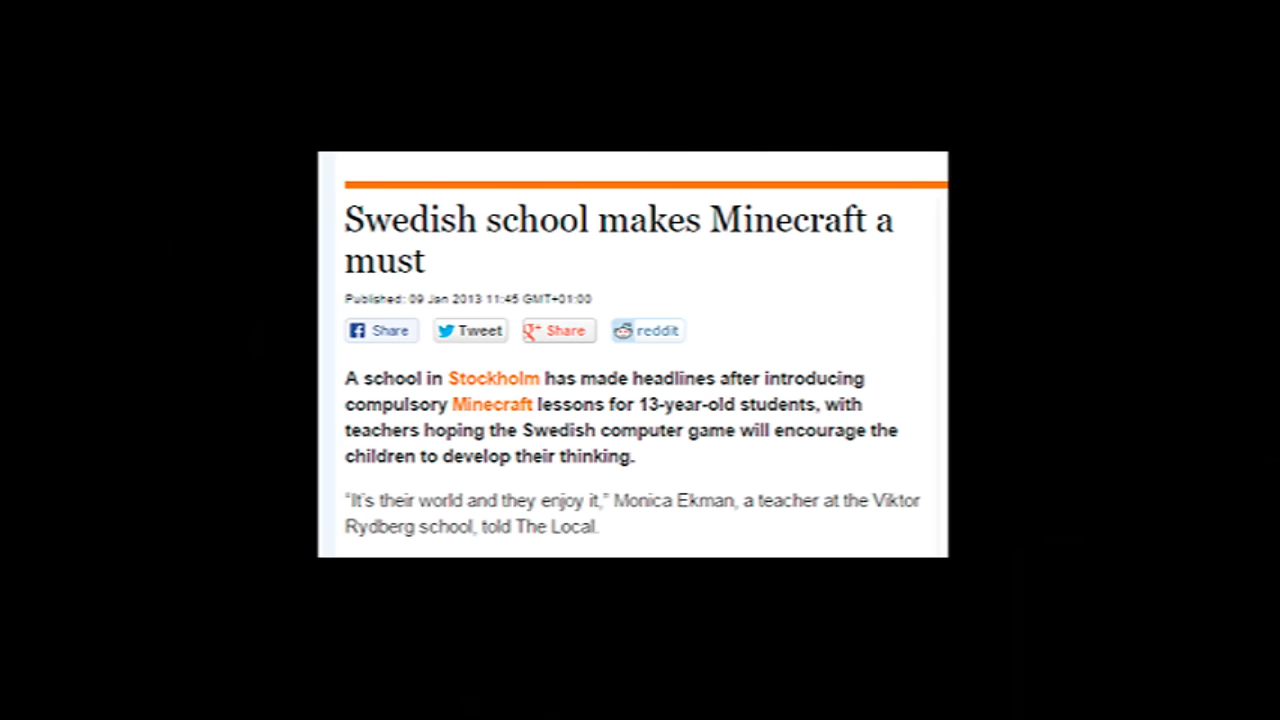 Swedish school makes Minecraft a
must
Published: 09 Jan 2013 11:45 GMT+01:00
Share Tweet g+ Share reddit
A school in Stockholm has made headlines after introducing
compulsory Minecraft lessons for 13-year-old students, with
teachers hoping the Swedish computer game will encourage the
children to develop their thinking.
“It's their world and they enjoy it,” Monica Ekman, a teacher at the Viktor
Rydberg school, told The Local.